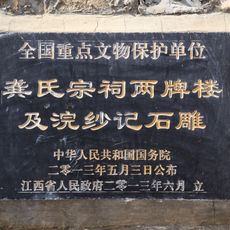 全国重点文物保护单位
龚氏宗祠两牌楼
及浣纱记石雕
中华人民共和国国务院
二〇一三年五月三日公布
江西省人民政府二〇一三年六月 立